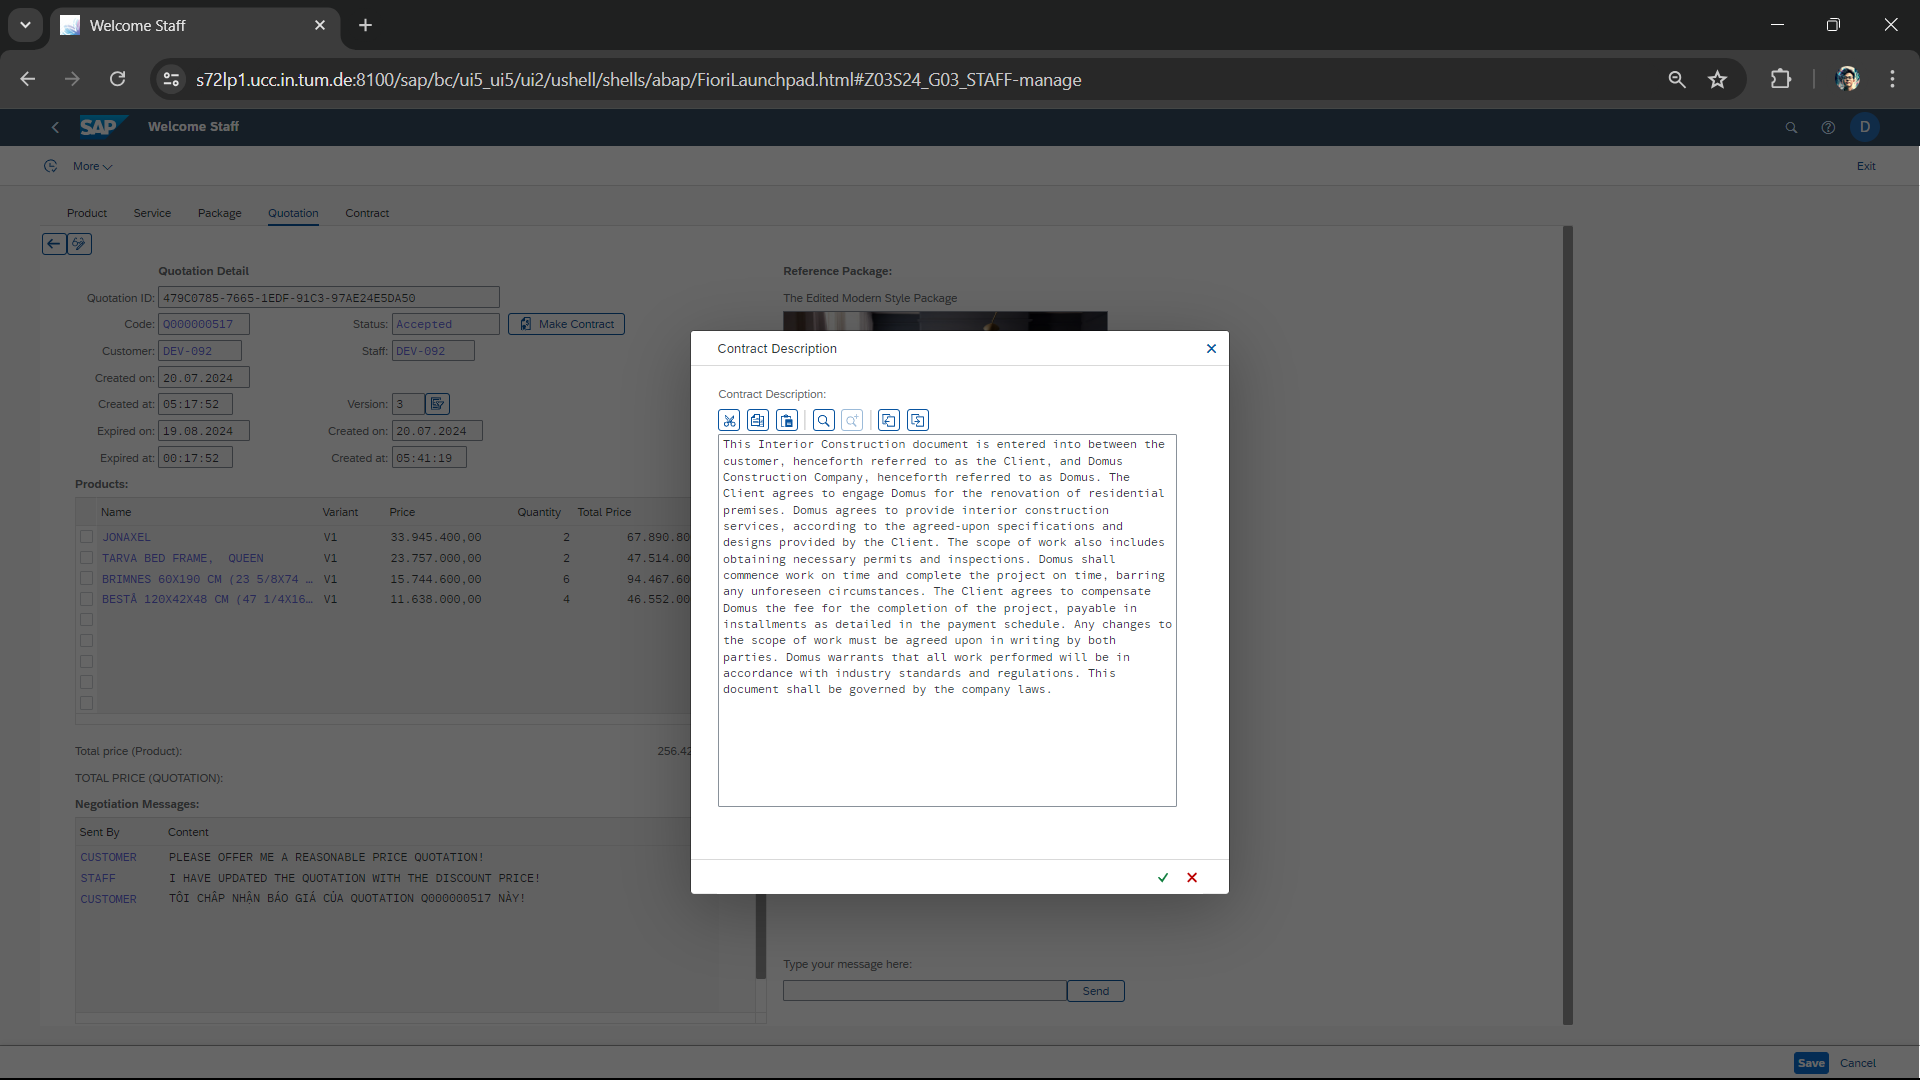 Welcome Staff
s72lp1.ucc.in.tum.de:8100/sap/bc/ui5_ui5/ui2/ushell/shells/abap/FioriLaunchpad.html#Z03S24_G03_STAFF-manage
SAP Welcome Staff D
More Exit
Product Service Package Quotation Contract
Quotation Detail
Quotation ID: 479C0785-7665-1EDF-91C3-97AE24E5DA50
Code: Q000000517 Status: Accepted Make Contract
Customer: DEV-092 Staff: DEV-092
Created on: 20.07.2024
Created at: 05:17:52 Version: 3
Expired on: 19.08.2024 Created on: 20.07.2024
Expired at: 00:17:52 Created at: 05:41:19
Products:
Name Variant Price Quantity Total Price
JONAXEL V1 33.945.400,00 2 67.890.80
TARVA BED FRAME, QUEEN V1 23.757.000,00 2 47.514.00
BRIMNES 60X190 CM (23 5/8X74 … V1 15.744.600,00 6 94.467.60
BESTÅ 120X42X48 CM (47 1/4X16… V1 11.638.000,00 4 46.552.00
Total price (Product): 256.42
TOTAL PRICE (QUOTATION):
Negotiation Messages:
Sent By Content
CUSTOMER PLEASE OFFER ME A REASONABLE PRICE QUOTATION!
STAFF I HAVE UPDATED THE QUOTATION WITH THE DISCOUNT PRICE!
CUSTOMER TÔI CHẤP NHẬN BÁO GIÁ CỦA QUOTATION Q000000517 NÀY!
Reference Package:
The Edited Modern Style Package
Contract Description
Contract Description:
This Interior Construction document is entered into between the
customer, henceforth referred to as the Client, and Domus
Construction Company, henceforth referred to as Domus. The
Client agrees to engage Domus for the renovation of residential
premises. Domus agrees to provide interior construction
services, according to the agreed-upon specifications and
designs provided by the Client. The scope of work also includes
obtaining necessary permits and inspections. Domus shall
commence work on time and complete the project on time, barring
any unforeseen circumstances. The Client agrees to compensate
Domus the fee for the completion of the project, payable in
installments as detailed in the payment schedule. Any changes to
the scope of work must be agreed upon in writing by both
parties. Domus warrants that all work performed will be in
accordance with industry standards and regulations. This
document shall be governed by the company laws.
Type your message here:
Send
Save Cancel